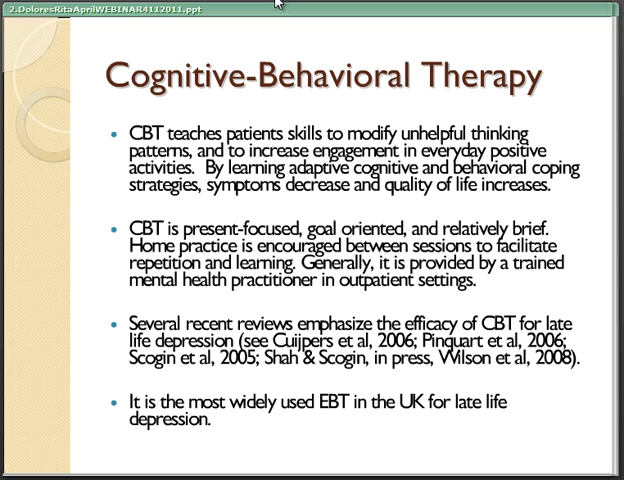 2.DoloresRitaAprilWEBINAR4112011.ppt
Cognitive-Behavioral Therapy
• CBT teaches patients skills to modify unhelpful thinking
patterns, and to increase engagement in everyday positive
activities. By learning adaptive cognitive and behavioral coping
strategies, symptoms decrease and quality of life increases.
• CBT is present-focused, goal oriented, and relatively brief.
Home practice is encouraged between sessions to facilitate
repetition and learning. Generally, it is provided by a trained
mental health practitioner in outpatient settings.
• Several recent reviews emphasize the efficacy of CBT for late
life depression (see Cuijpers et al, 2006; Pinquart et al, 2006;
Scogin et al, 2005; Shah & Scogin, in press, Wilson et al, 2008).
• It is the most widely used EBT in the UK for late life
depression.